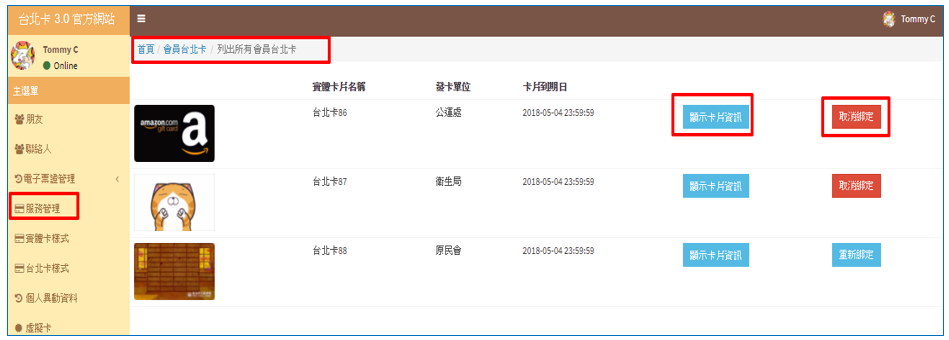 台北卡 3.0 官方網站
Tommy C
Tommy C
Online
首頁 / 會員台北卡 / 列出所有會員台北卡
主選單
朋友
聯絡人
電子票證管理
服務管理
實體卡樣式
台北卡樣式
個人異動資料
虛擬卡
實體卡片名稱 發卡單位 卡片到期日
amazon.com gift card a 台北卡86 公運處 2018-05-04 23:59:59 顯示卡片資訊 取消綁定
台北卡87 衛生局 2018-05-04 23:59:59 顯示卡片資訊 取消綁定
台北卡88 原民會 2018-05-04 23:59:59 顯示卡片資訊 重新綁定